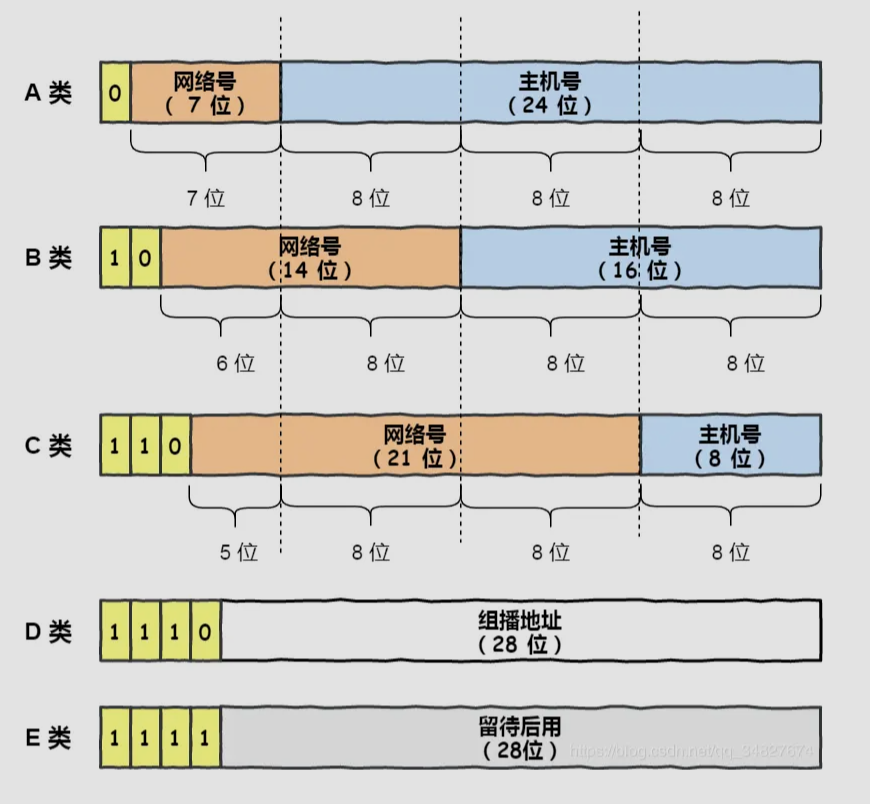 A 类
0
网络号
( 7 位 )
主机号
(24 位 )
7 位
8 位
8 位
8 位
B 类
1 0
网络号
(14 位 )
主机号
(16 位 )
6 位
8 位
8 位
8 位
C 类
1 1 0
网络号
(21 位 )
主机号
( 8 位 )
5 位
8 位
8 位
8 位
D 类
1 1 1 0
组播地址
(28 位 )
E 类
1 1 1 1
留待后用
(28位 )
https://blog.csdn.net/qq_34827674